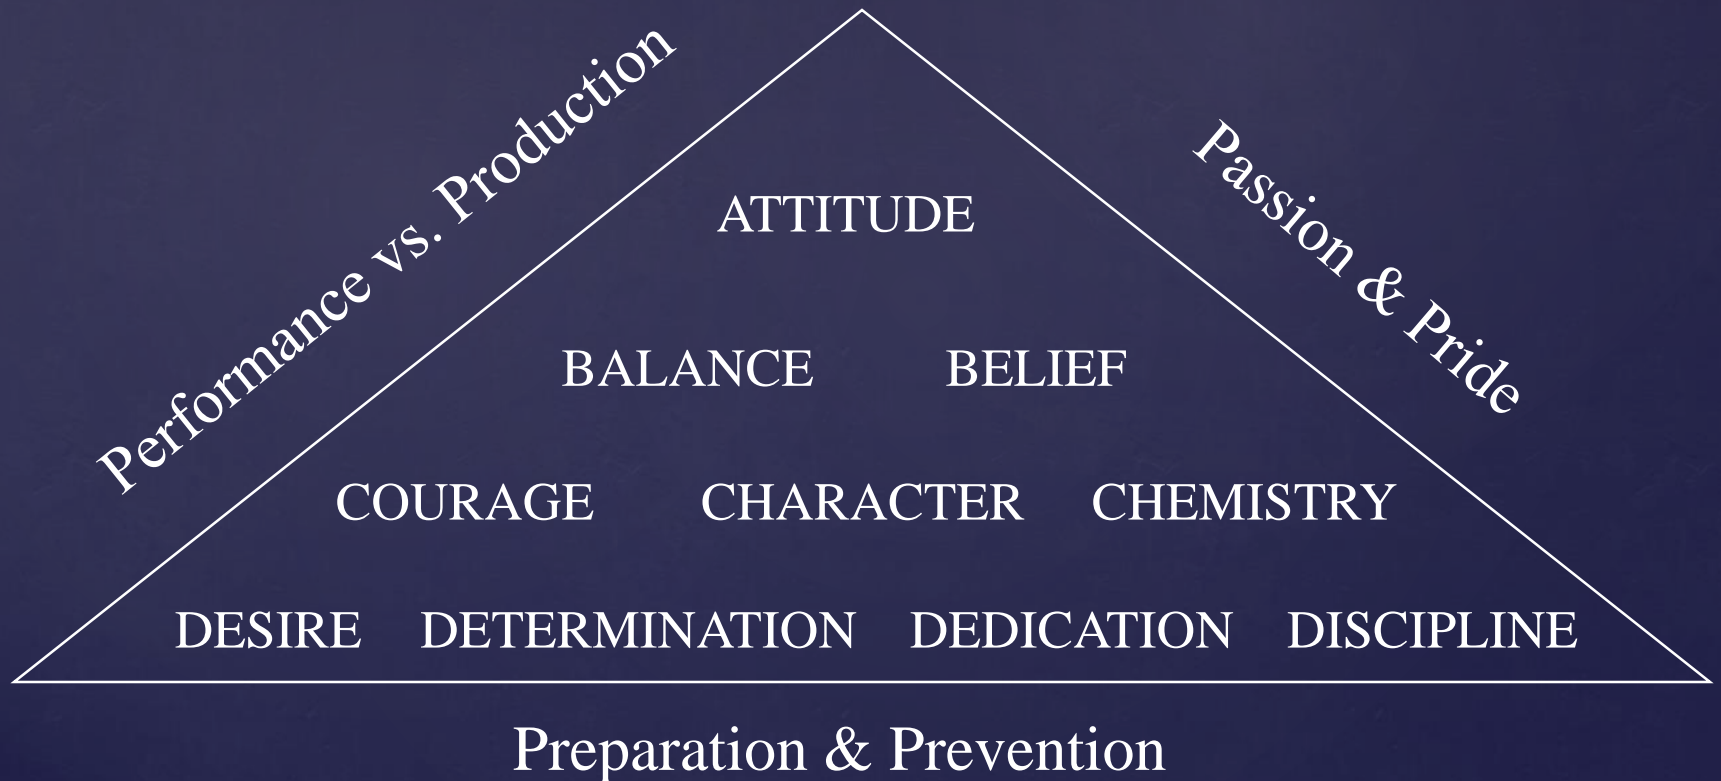 Performance vs. Production
Passion & Pride
ATTITUDE
BALANCE BELIEF
COURAGE CHARACTER CHEMISTRY
DESIRE DETERMINATION DEDICATION DISCIPLINE
Preparation & Prevention